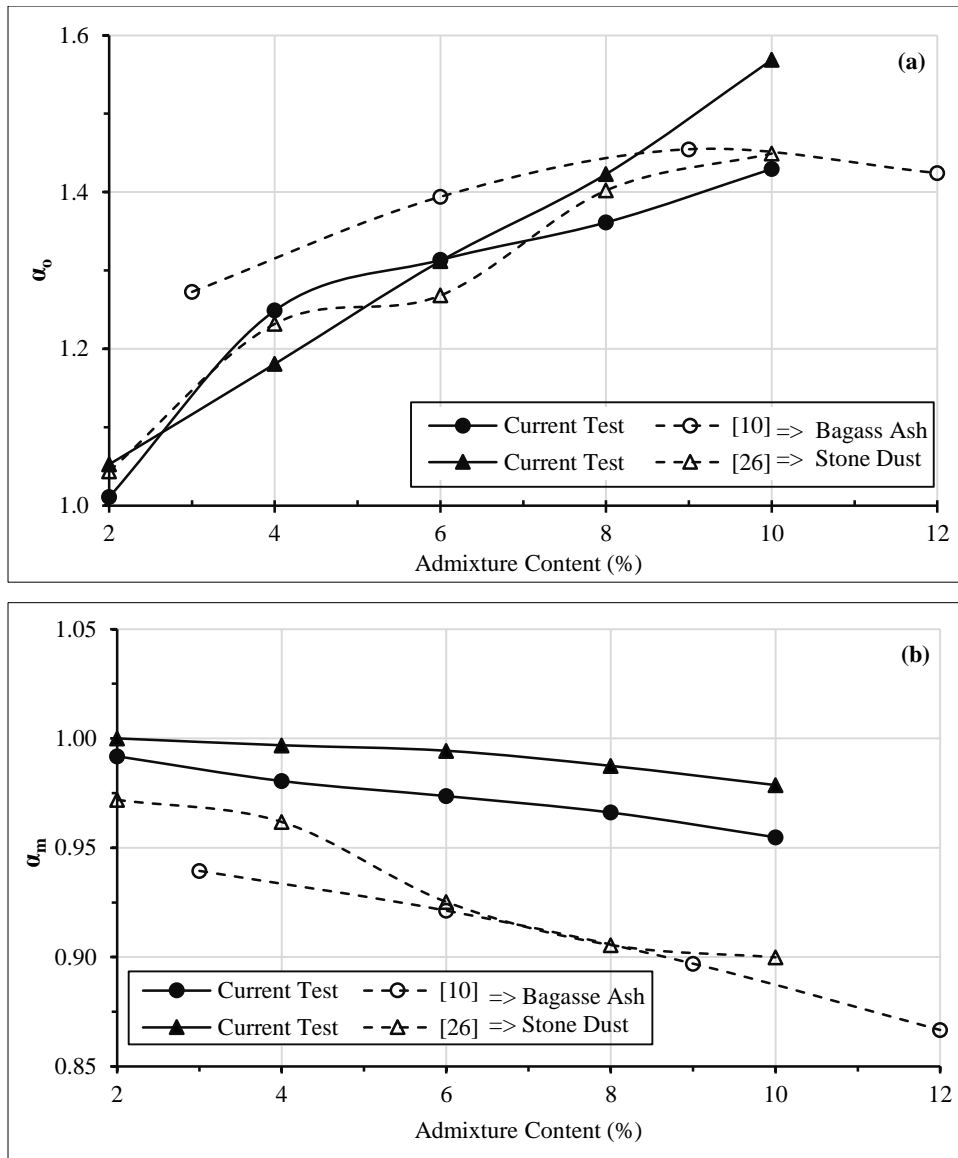 (a)
1.6
1.4
1.2
1.0
αo
Current Test [10] => Bagass Ash
Current Test [26] => Stone Dust
2 4 6 8 10 12
Admixture Content (%)
(b)
1.05
1.00
0.95
0.90
0.85
αm
Current Test [10] => Bagasse Ash
Current Test [26] => Stone Dust
2 4 6 8 10 12
Admixture Content (%)